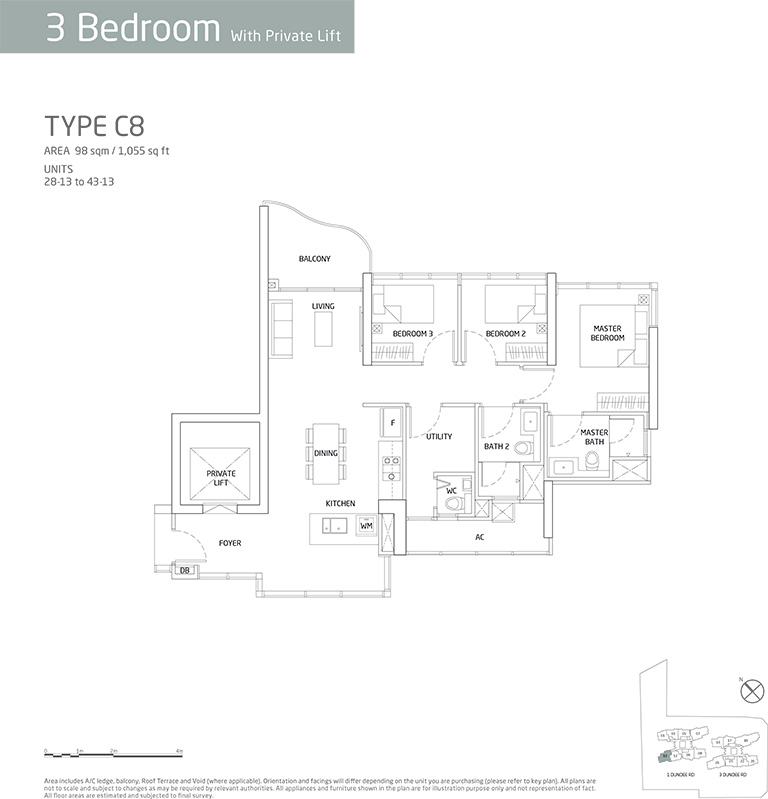 3 Bedroom With Private Lift
TYPE C8
AREA 98 sqm / 1,055 sq ft
UNITS
28-13 to 43-13
BALCONY
LIVING
BEDROOM 3
BEDROOM 2
MASTER
BEDROOM
F
UTILITY
BATH 2
MASTER
BATH
DINING
PRIVATE
LIFT
WC
KITCHEN
WM
FOYER
AC
DB
N
1 DUNDEE RD
3 DUNDEE RD
0 1m 2m 4m
Area includes A/C ledge, balcony, Roof Terrace and Void (where applicable). Orientation and facings will differ depending on the unit you are purchasing (please refer to key plan). All plans are
not to scale and subject to changes as may be required by relevant authorities. All appliances and furniture shown in the plan are for illustration purpose only and not representation of fact.
All floor areas are estimated and subjected to final survey.